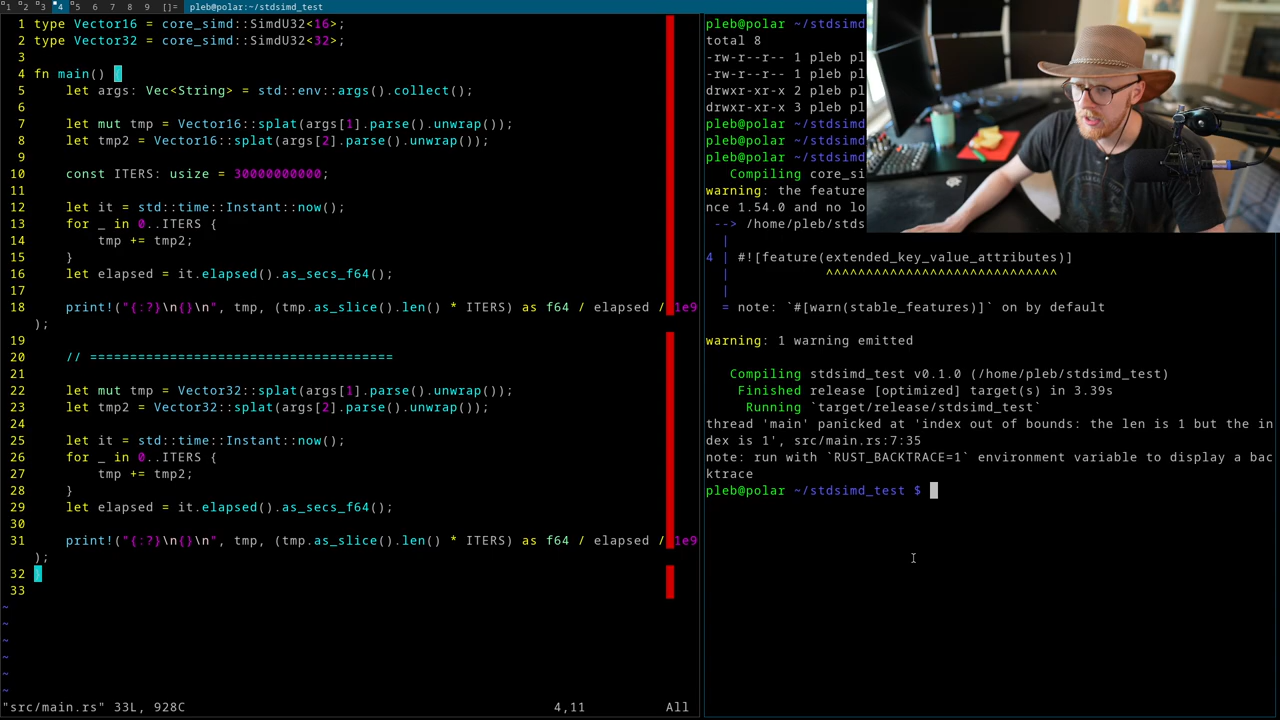 1 2 3 4 5 6 7 8 9 []= pleb@polar:~/stdsimd_test
1 type Vector16 = core_simd::SimdU32<16>;
2 type Vector32 = core_simd::SimdU32<32>;
3
4 fn main() {
5     let args: Vec<String> = std::env::args().collect();
6
7     let mut tmp = Vector16::splat(args[1].parse().unwrap());
8     let tmp2 = Vector16::splat(args[2].parse().unwrap());
9
10     const ITERS: usize = 30000000000;
11
12     let it = std::time::Instant::now();
13     for _ in 0..ITERS {
14         tmp += tmp2;
15     }
16     let elapsed = it.elapsed().as_secs_f64();
17
18     print!("{:?}\n{}\n", tmp, (tmp.as_slice().len() * ITERS) as f64 / elapsed / 1e9
);
19
20     // ======================================
21
22     let mut tmp = Vector32::splat(args[1].parse().unwrap());
23     let tmp2 = Vector32::splat(args[2].parse().unwrap());
24
25     let it = std::time::Instant::now();
26     for _ in 0..ITERS {
27         tmp += tmp2;
28     }
29     let elapsed = it.elapsed().as_secs_f64();
30
31     print!("{:?}\n{}\n", tmp, (tmp.as_slice().len() * ITERS) as f64 / elapsed / 1e9
);
32 }
33
~
~
~
~
~
~
"src/main.rs" 33L, 928C 4,11 All
pleb@polar ~/stdsimd
total 8
-rw-r--r-- 1 pleb pl
-rw-r--r-- 1 pleb pl
drwxr-xr-x 2 pleb pl
drwxr-xr-x 3 pleb pl
pleb@polar ~/stdsimd
pleb@polar ~/stdsimd
pleb@polar ~/stdsimd
   Compiling core_si
warning: the feature
nce 1.54.0 and no lo
 --> /home/pleb/stds
  |
4 | #![feature(extended_key_value_attributes)]
  |            ^^^^^^^^^^^^^^^^^^^^^^^^^^^^^
  |
  = note: `#[warn(stable_features)]` on by default
warning: 1 warning emitted
   Compiling stdsimd_test v0.1.0 (/home/pleb/stdsimd_test)
    Finished release [optimized] target(s) in 3.39s
     Running `target/release/stdsimd_test`
thread 'main' panicked at 'index out of bounds: the len is 1 but the in
dex is 1', src/main.rs:7:35
note: run with `RUST_BACKTRACE=1` environment variable to display a bac
ktrace
pleb@polar ~/stdsimd_test $